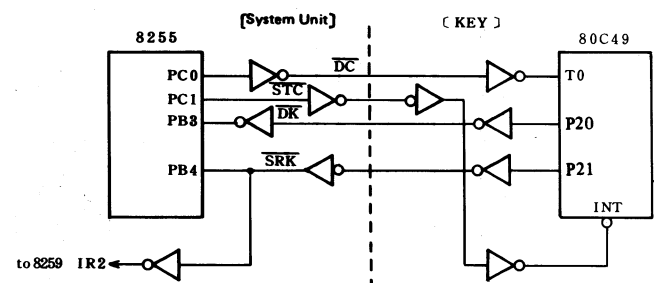 [System Unit]
〔 KEY 〕
8255
80C49
PC0
DC
T0
PC1
STC
PB3
DK
P20
PB4
SRK
P21
INT
to 8259 IR2